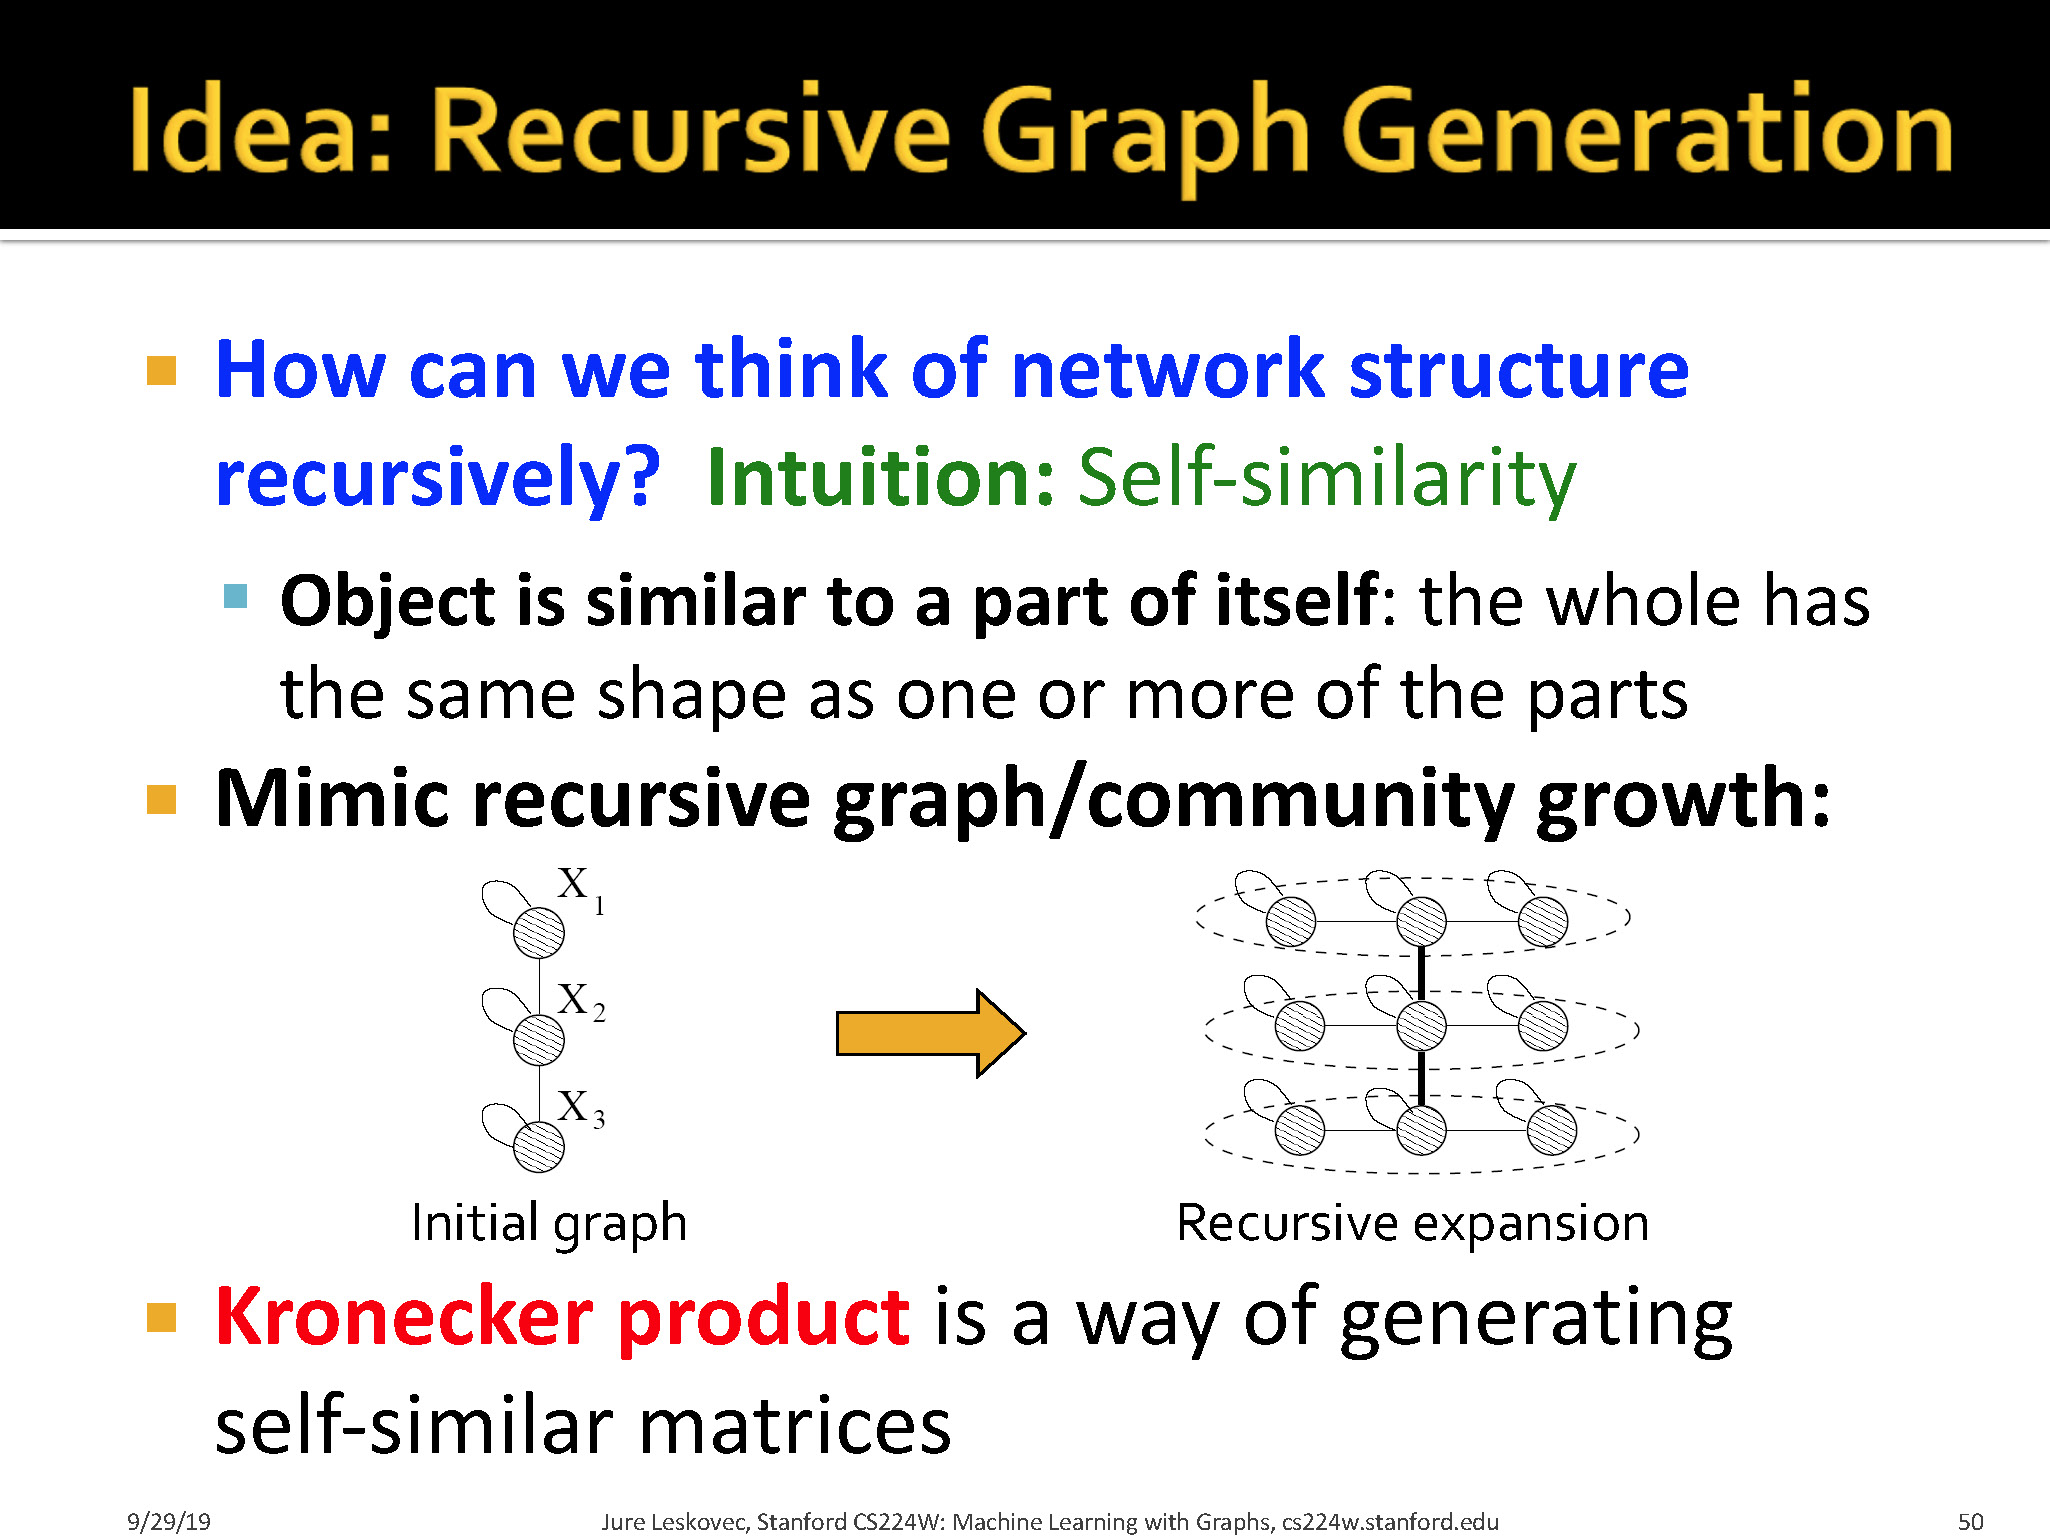 Idea: Recursive Graph Generation
How can we think of network structure
recursively? Intuition: Self-similarity
Object is similar to a part of itself: the whole has
the same shape as one or more of the parts
Mimic recursive graph/community growth:
X1
X2
X3
Initial graph
Recursive expansion
Kronecker product is a way of generating
self-similar matrices
9/29/19
Jure Leskovec, Stanford CS224W: Machine Learning with Graphs, cs224w.stanford.edu
50